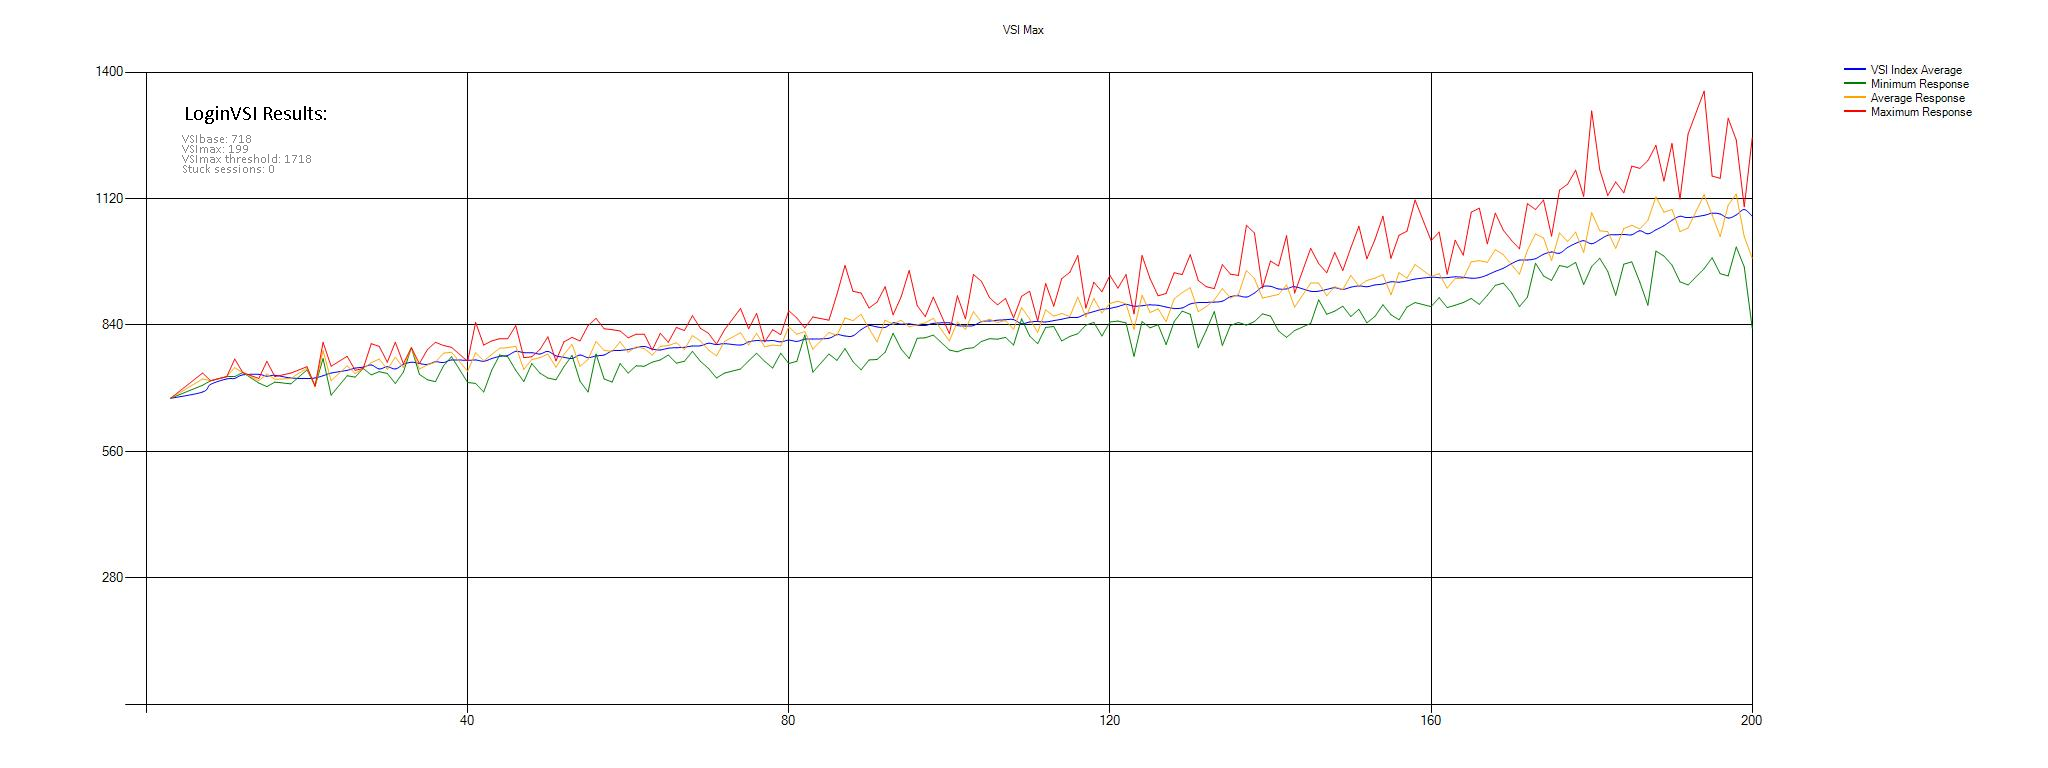 VSI Max
1400
1120
840
560
280
40
80
120
160
200
LoginVSI Results:
VSIbase: 718
VSImax: 199
VSImax threshold: 1718
Stuck sessions: 0
VSI Index Average
Minimum Response
Average Response
Maximum Response